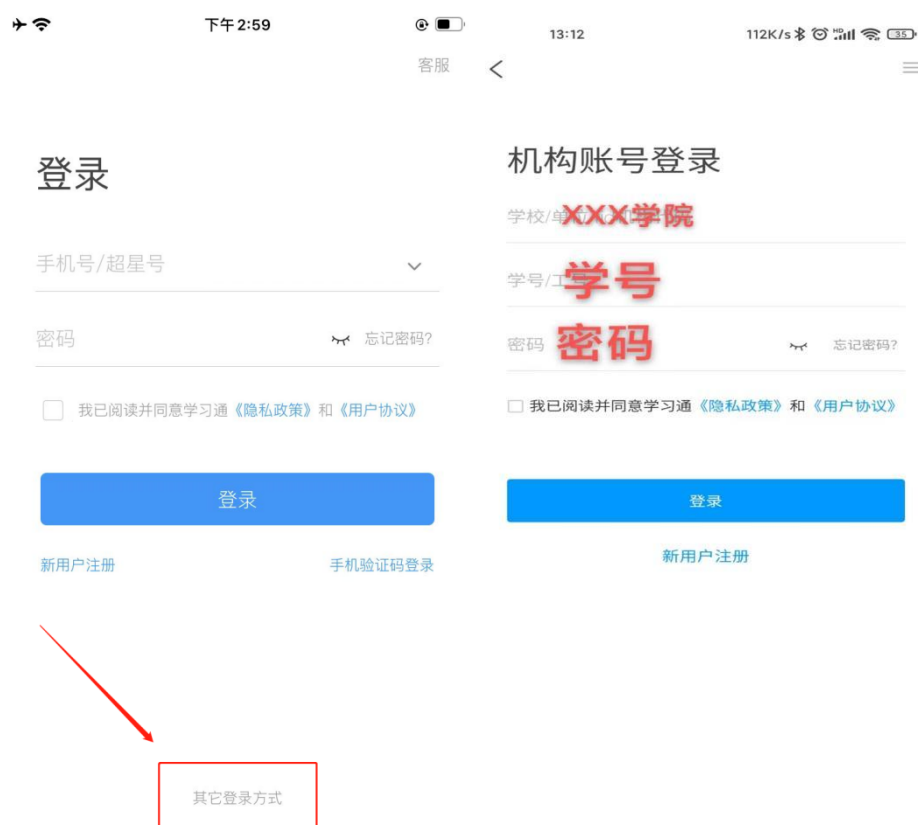 下午2:59
客服
登录
手机号/超星号
密码
忘记密码?
我已阅读并同意学习通《隐私政策》和《用户协议》
登录
新用户注册
手机验证码登录
其它登录方式
13:12
112K/s HD 35
机构账号登录
学校/单
XXX学院
学号/工号
学号
密码
密码
忘记密码?
我已阅读并同意学习通《隐私政策》和《用户协议》
登录
新用户注册